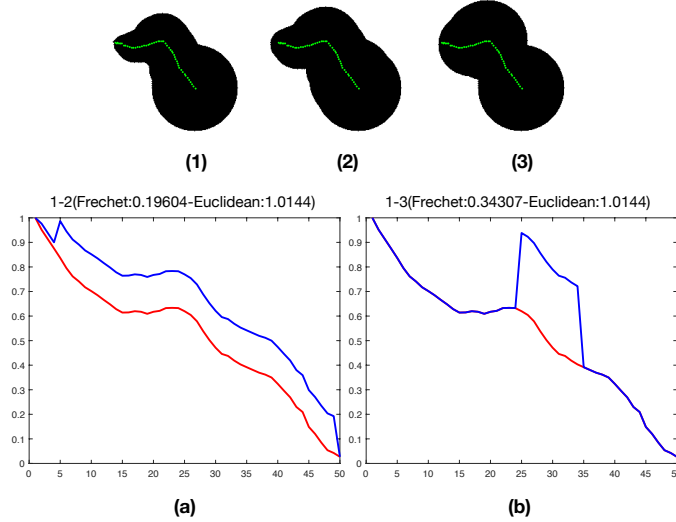 (1) (2) (3)
1-2(Frechet:0.19604-Euclidean:1.0144) 1-3(Frechet:0.34307-Euclidean:1.0144)
1 1
0.9 0.9
0.8 0.8
0.7 0.7
0.6 0.6
0.5 0.5
0.4 0.4
0.3 0.3
0.2 0.2
0.1 0.1
0 0
0 5 10 15 20 25 30 35 40 45 50 0 5 10 15 20 25 30 35 40 45 50
(a) (b)